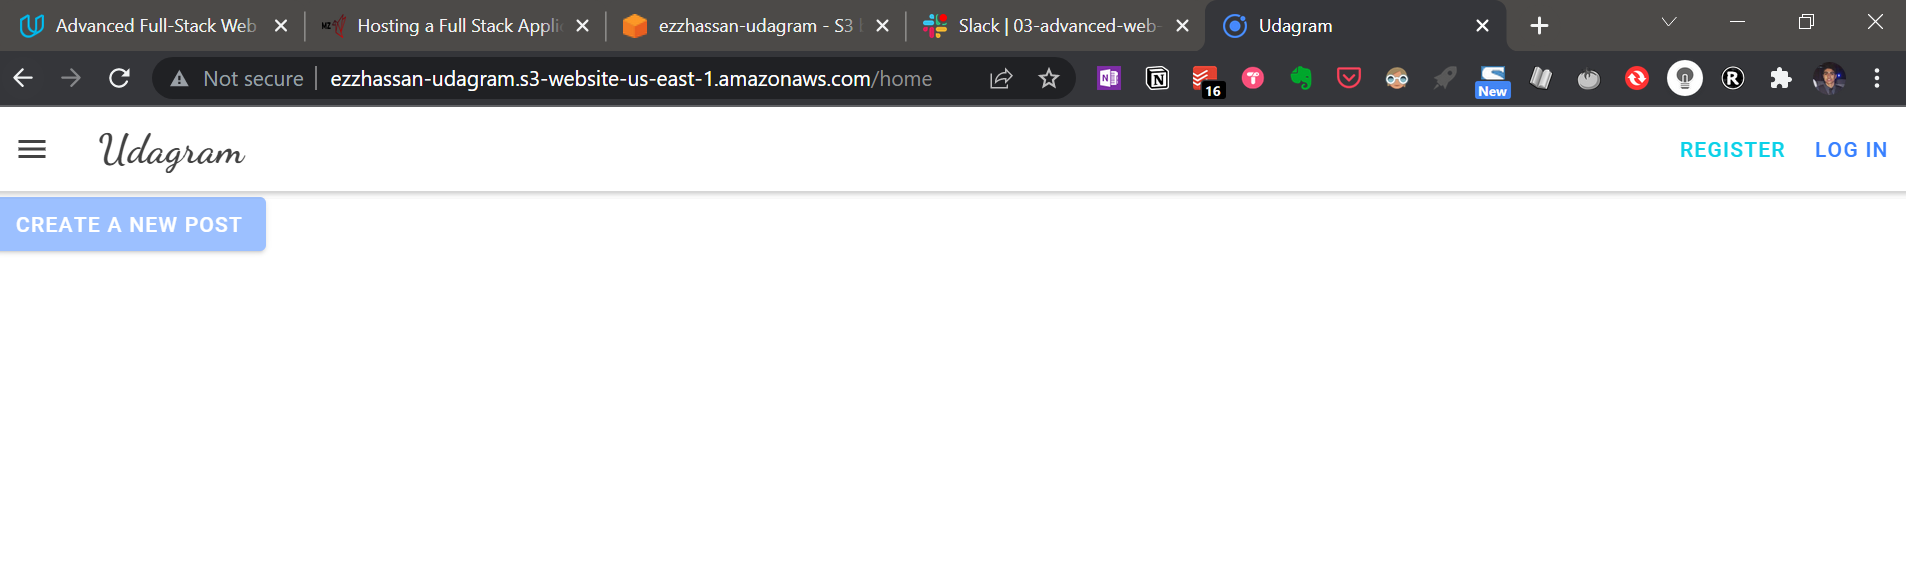 Advanced Full-Stack Web
Hosting a Full Stack Appli
ezzhassan-udagram - S3 b
Slack | 03-advanced-web-
Udagram
Not secure
ezzhassan-udagram.s3-website-us-east-1.amazonaws.com/home
16
New
Udagram
REGISTER
LOG IN
CREATE A NEW POST